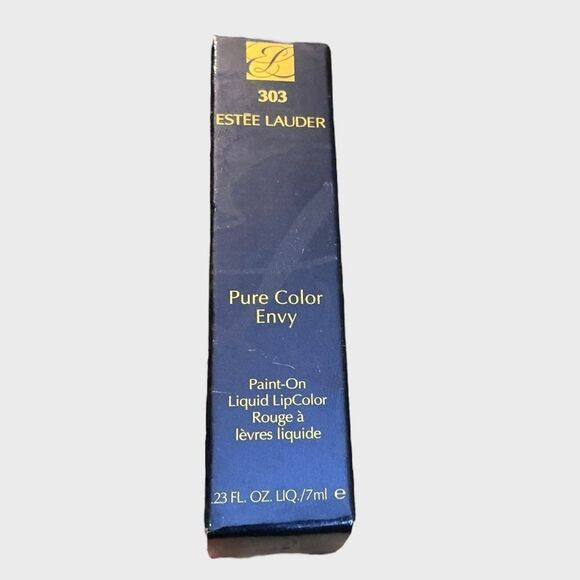 303
ESTĒE LAUDER
Pure Color
Envy
Paint-On
Liquid LipColor
Rouge à
lèvres liquide
.23 FL. OZ. LIQ./7ml ℮